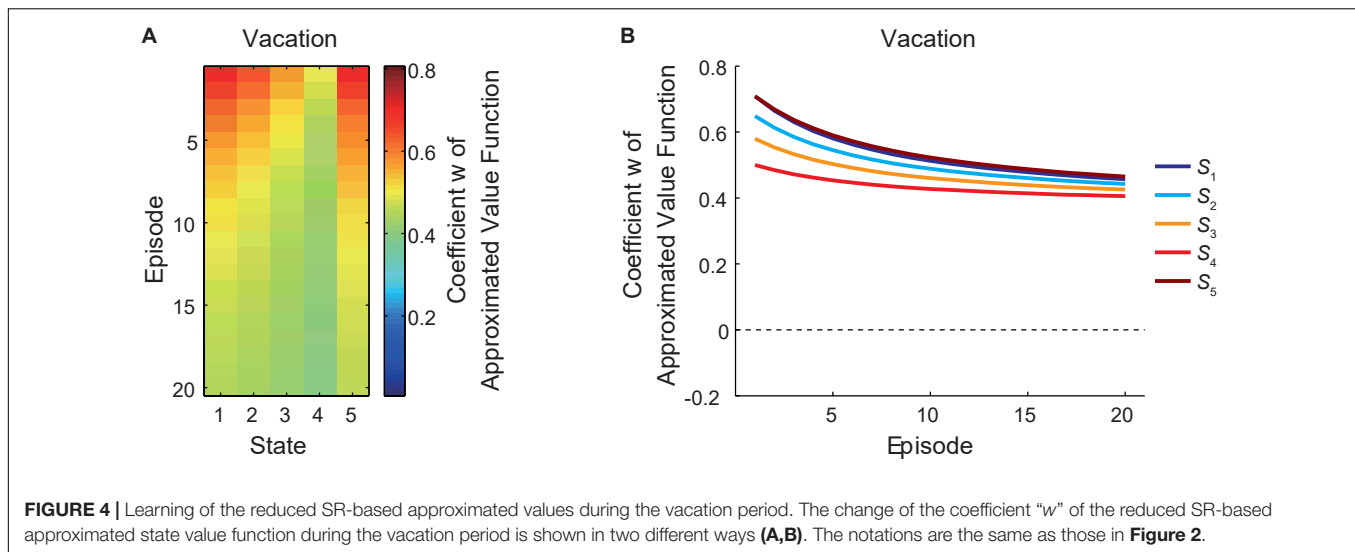 A
Vacation
Episode
5
10
15
20
1 2 3 4 5
State
0.8
0.6
0.4
0.2
Coefficient w of
Approximated Value Function
B
Vacation
Coefficient w of
Approximated Value Function
0.8
0.6
0.4
0.2
0
-0.2
5 10 15 20
Episode
S1
S2
S3
S4
S5
FIGURE 4 | Learning of the reduced SR-based approximated values during the vacation period. The change of the coefficient “w” of the reduced SR-based
approximated state value function during the vacation period is shown in two different ways (A,B). The notations are the same as those in Figure 2.